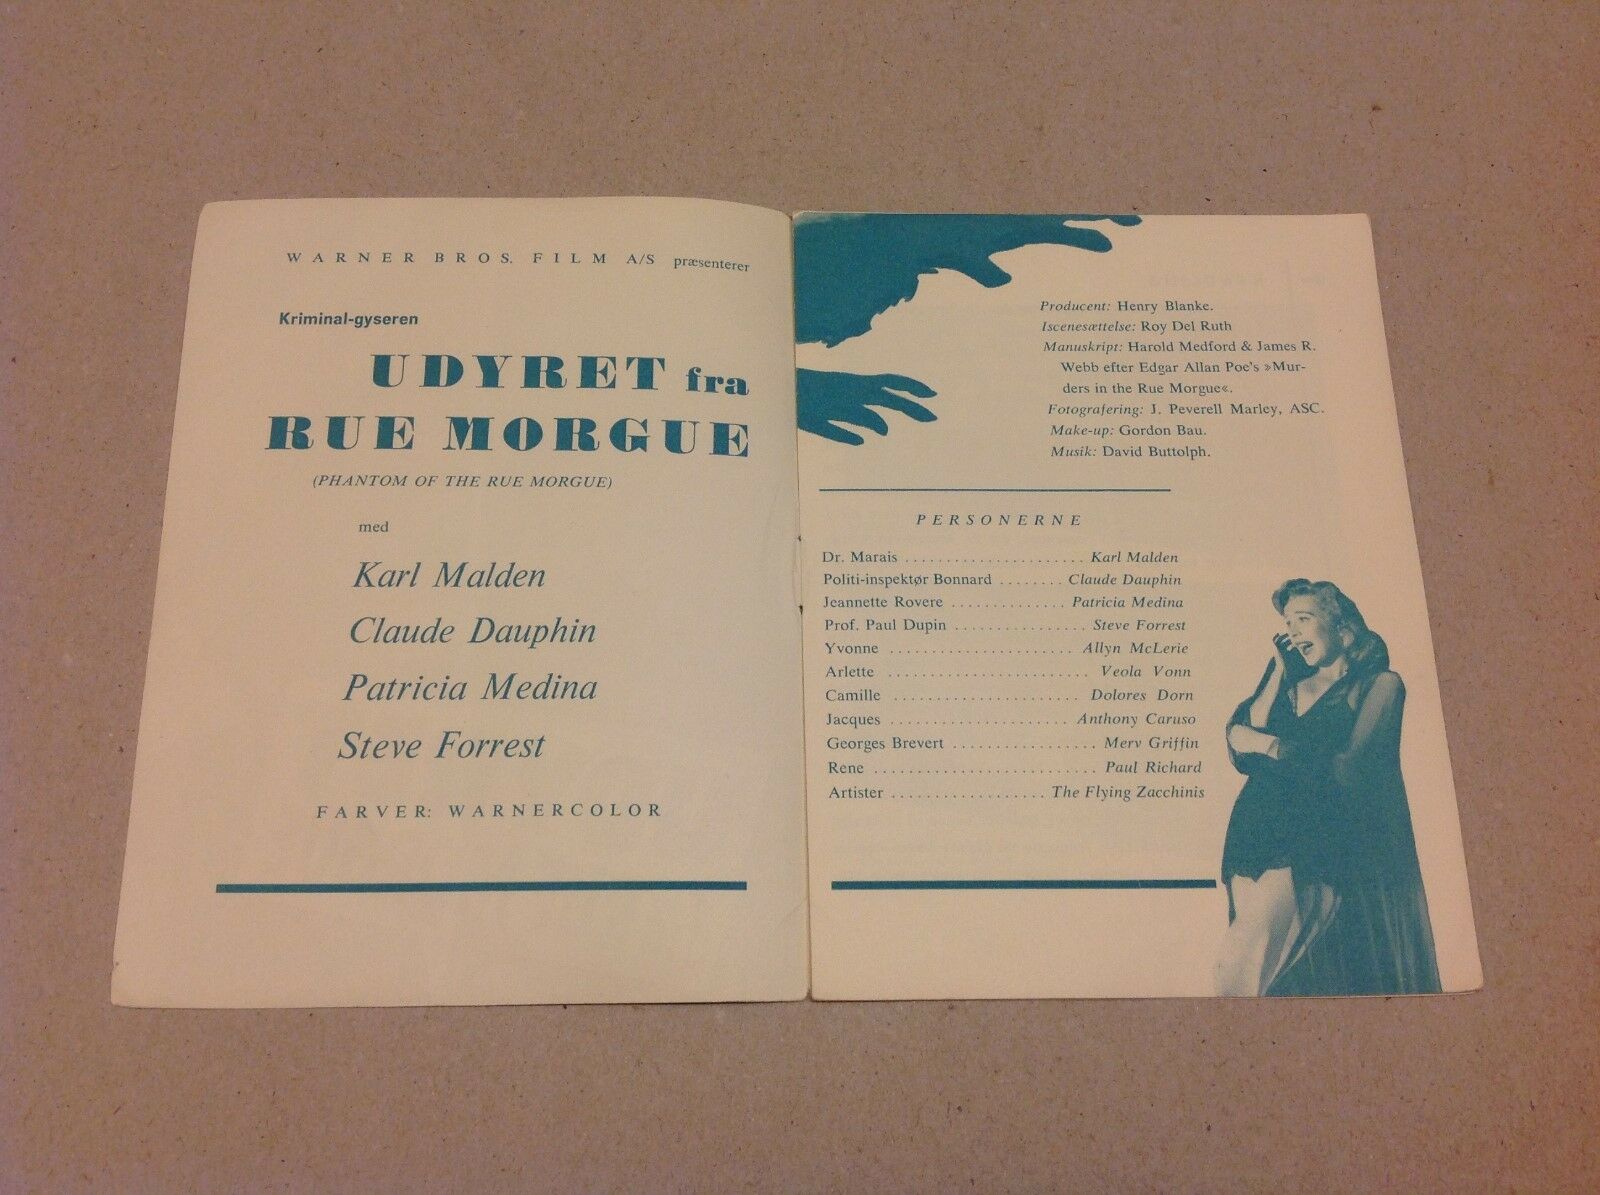 WARNER BROS. FILM A/S præsenterer
Kriminal-gyseren
UDYRET fra
RUE MORGUE
(PHANTOM OF THE RUE MORGUE)
med
Karl Malden
Claude Dauphin
Patricia Medina
Steve Forrest
FARVER: WARNERCOLOR
Producent: Henry Blanke.
Iscenesættelse: Roy Del Ruth
Manuskript: Harold Medford & James R.
Webb efter Edgar Allan Poe's »Mur-
ders in the Rue Morgue«.
Fotografering: J. Peverell Marley, ASC.
Make-up: Gordon Bau.
Musik: David Buttolph.
PERSONERNE
Dr. Marais ...................... Karl Malden
Politi-inspektør Bonnard ........ Claude Dauphin
Jeannette Rovere .............. Patricia Medina
Prof. Paul Dupin ................ Steve Forrest
Yvonne ...................... Allyn McLerie
Arlette ........................ Veola Vonn
Camille ...................... Dolores Dorn
Jacques ..................... Anthony Caruso
Georges Brevert ................. Merv Griffin
Rene .......................... Paul Richard
Artister .................. The Flying Zacchinis